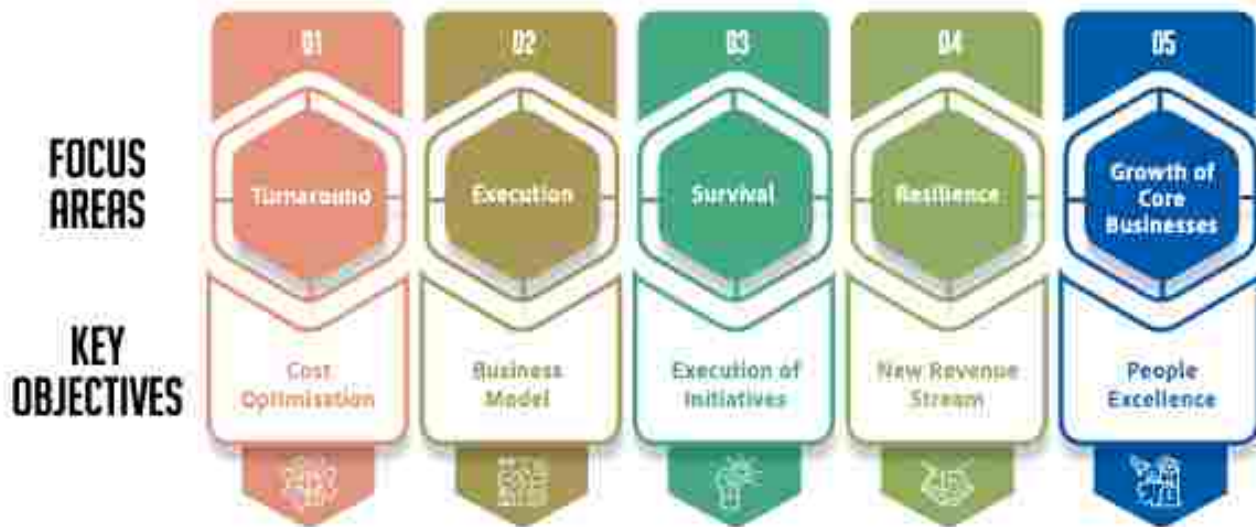 01
02
03
04
05
FOCUS
AREAS
Turnaround
Execution
Survival
Resilience
Growth of
Core
Businesses
KEY
OBJECTIVES
Cost
Optimisation
Business
Model
Execution of
Initiatives
New Revenue
Stream
People
Excellence